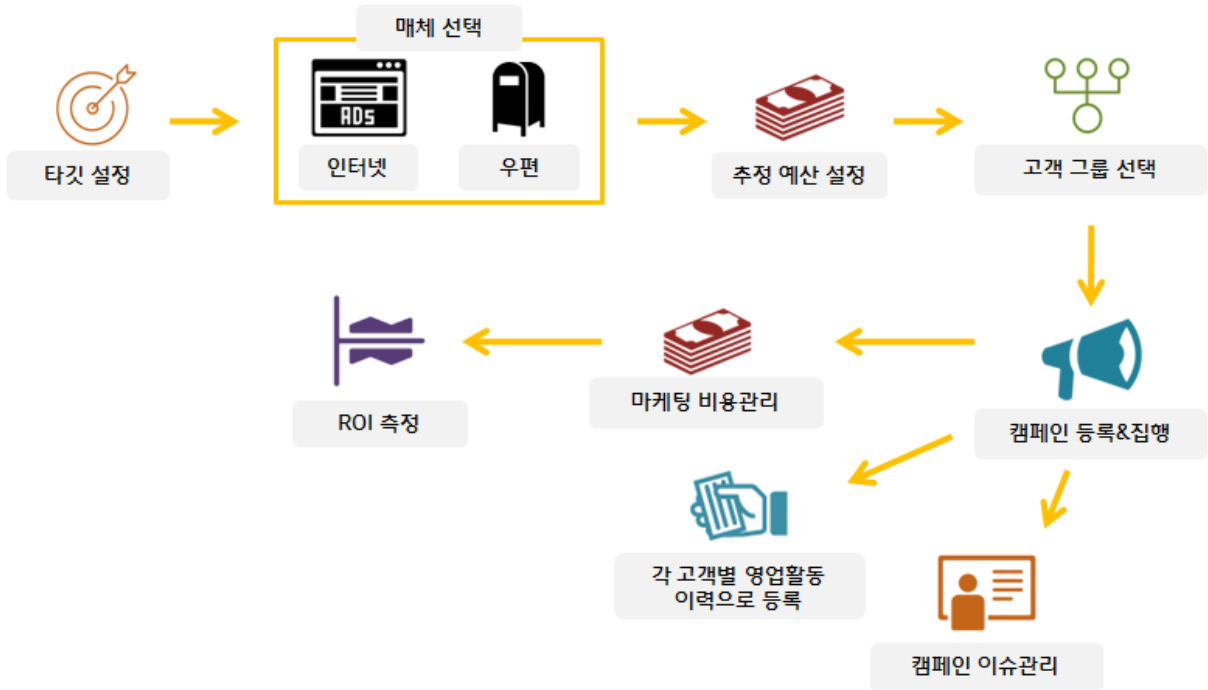 매체 선택
ADs
타깃 설정
인터넷
우편
추정 예산 설정
고객 그룹 선택
ROI 측정
마케팅 비용관리
캠페인 등록&집행
각 고객별 영업활동
이력으로 등록
캠페인 이슈관리